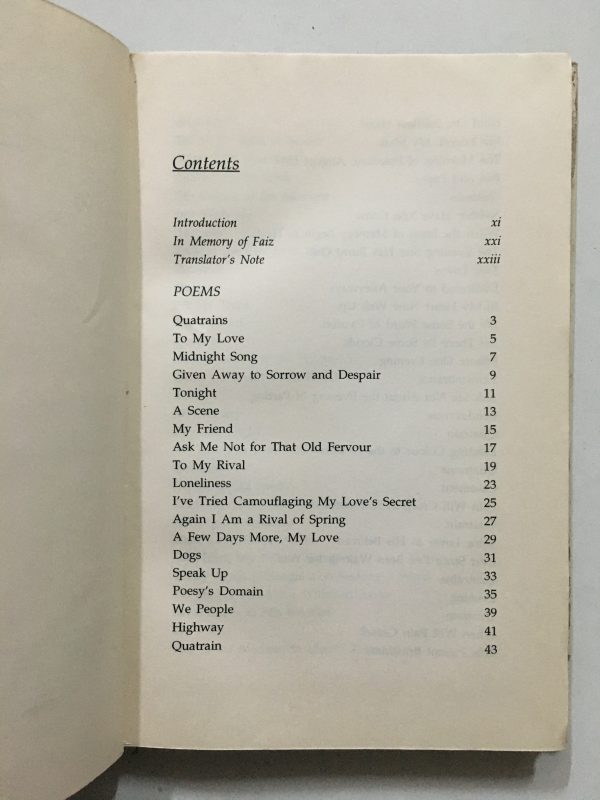 Contents
Introduction xi
In Memory of Faiz xxi
Translator's Note xxiii
POEMS
Quatrains 3
To My Love 5
Midnight Song 7
Given Away to Sorrow and Despair 9
Tonight 11
A Scene 13
My Friend 15
Ask Me Not for That Old Fervour 17
To My Rival 19
Loneliness 23
I've Tried Camouflaging My Love's Secret 25
Again I Am a Rival of Spring 27
A Few Days More, My Love 29
Dogs 31
Speak Up 33
Poesy's Domain 35
We People 39
Highway 41
Quatrain 43